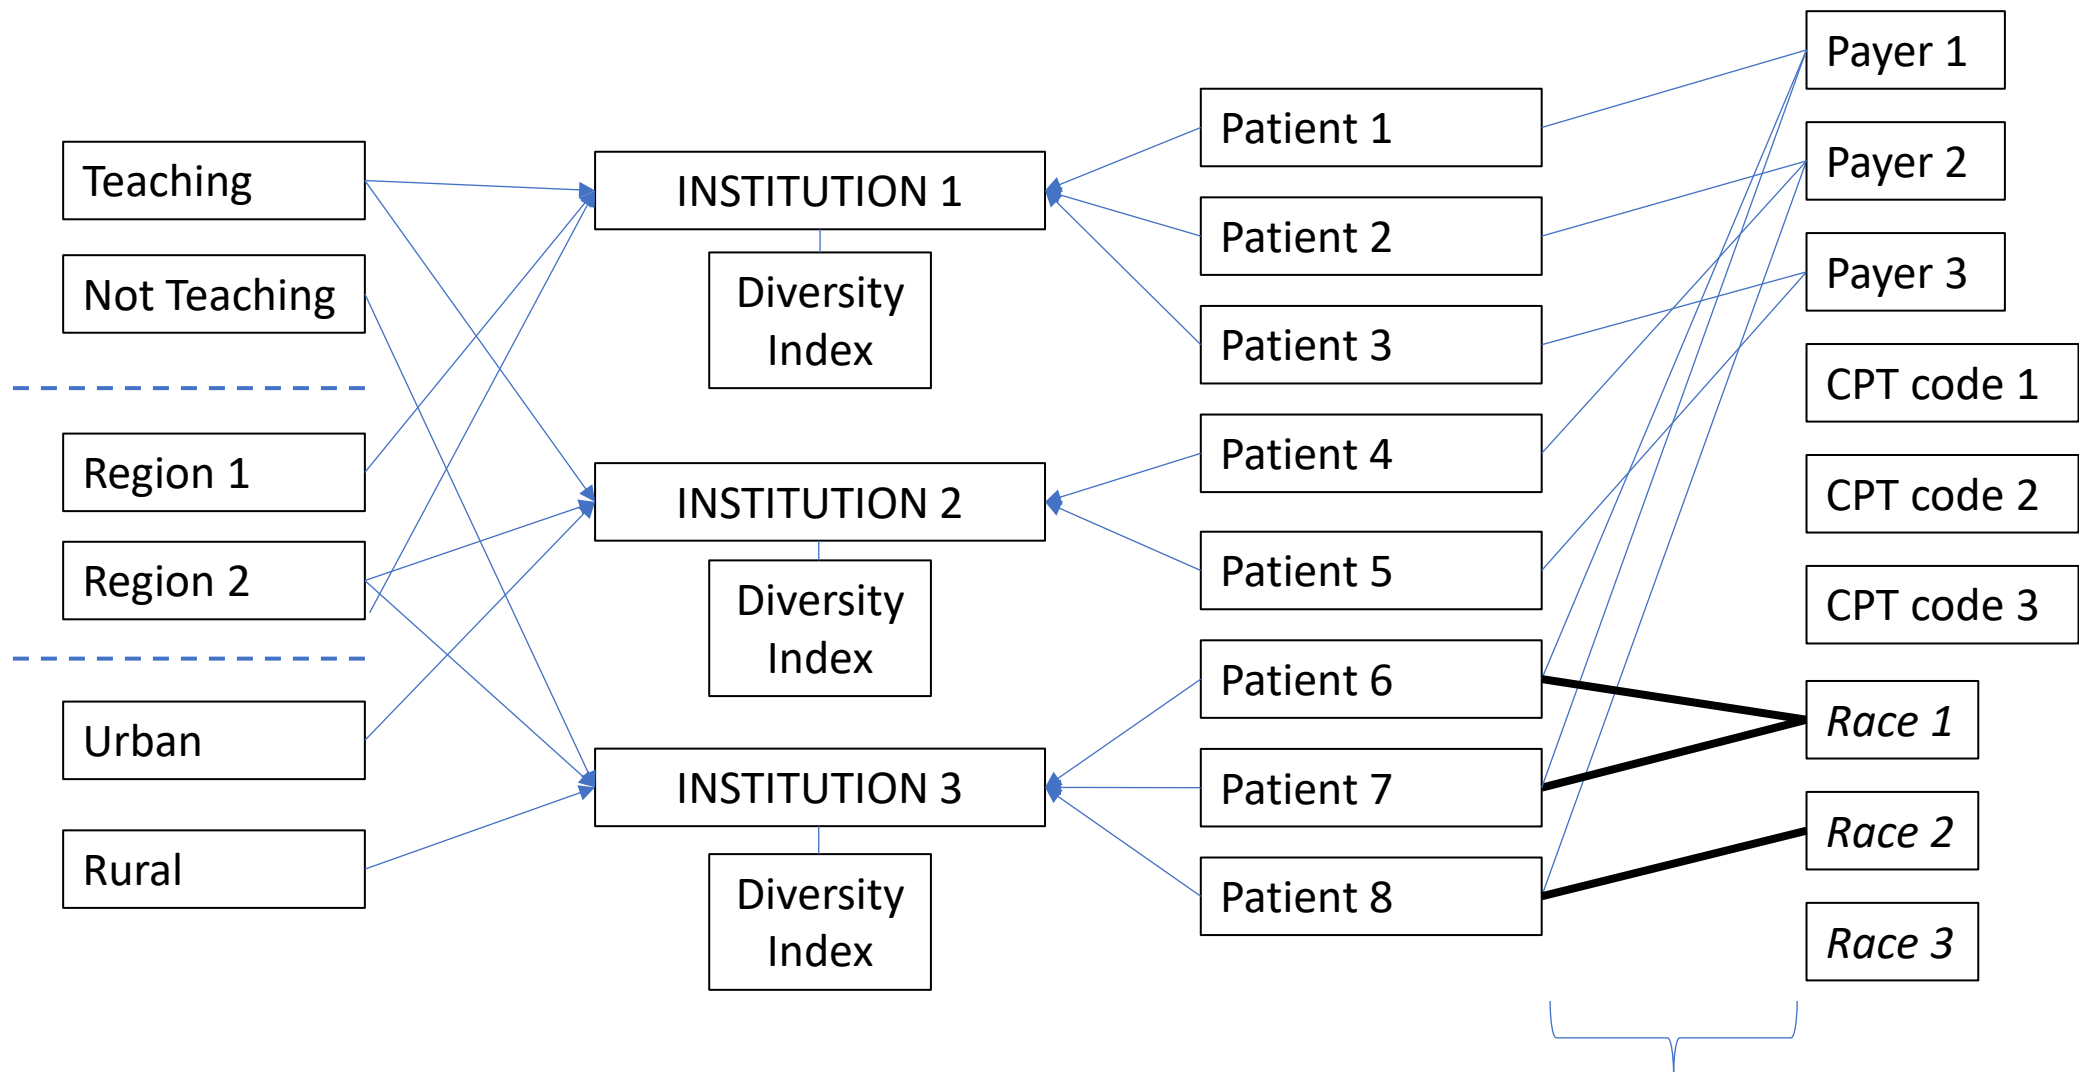 Teaching
Not Teaching
Region 1
Region 2
Urban
Rural
INSTITUTION 1
Diversity
Index
INSTITUTION 2
Diversity
Index
INSTITUTION 3
Diversity
Index
Patient 1
Patient 2
Patient 3
Patient 4
Patient 5
Patient 6
Patient 7
Patient 8
Payer 1
Payer 2
Payer 3
CPT code 1
CPT code 2
CPT code 3
Race 1
Race 2
Race 3